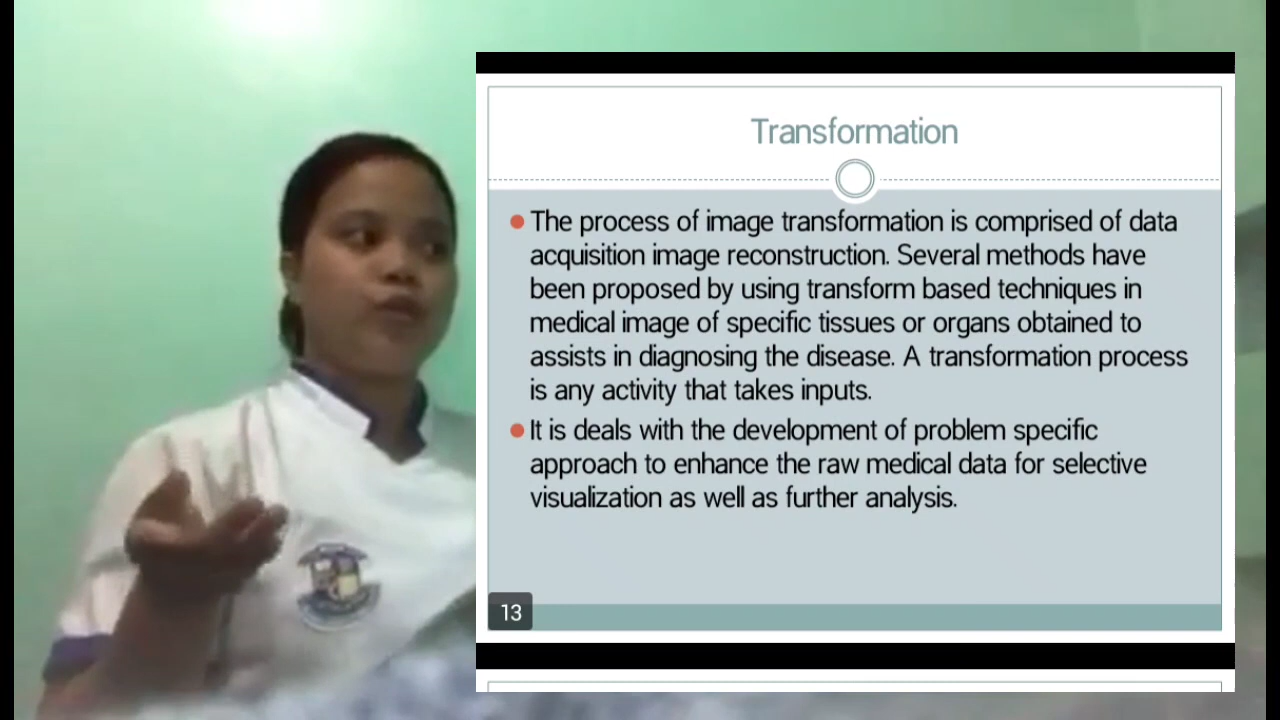 Transformation
The process of image transformation is comprised of data
acquisition image reconstruction. Several methods have
been proposed by using transform based techniques in
medical image of specific tissues or organs obtained to
assists in diagnosing the disease. A transformation process
is any activity that takes inputs.
It is deals with the development of problem specific
approach to enhance the raw medical data for selective
visualization as well as further analysis.
13